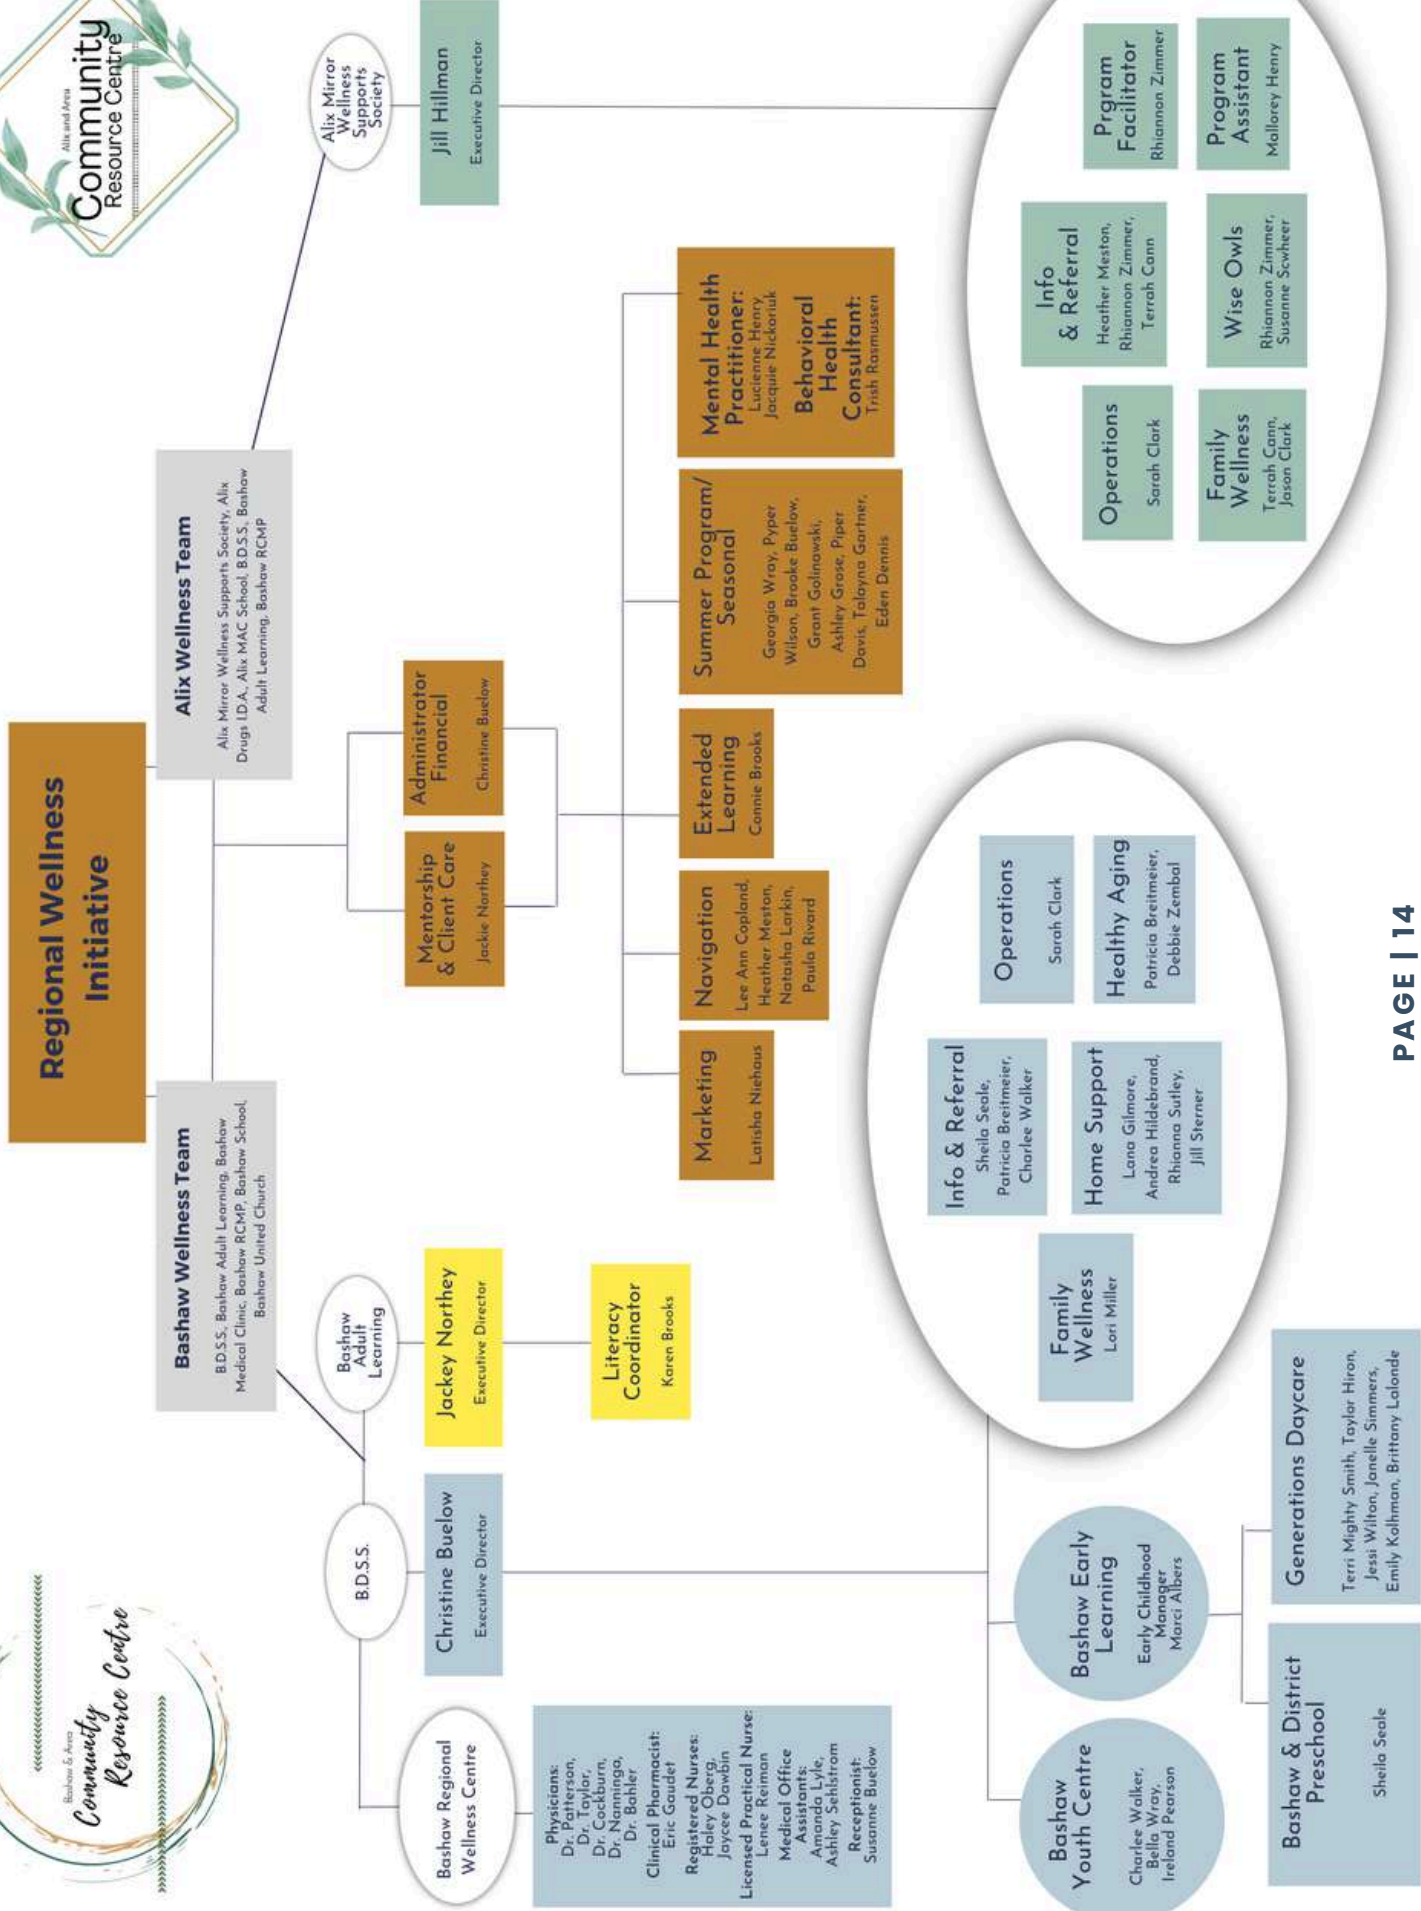 Bashaw & Area
Community
Resource Centre
Regional Wellness
Initiative
Alix and Area
Community
Resource Centre
Bashaw Wellness Team
B.D.S.S., Bashaw Adult Learning, Bashaw
Medical Clinic, Bashaw RCMP, Bashaw School,
Bashaw United Church
Alix Wellness Team
Alix Mirror Wellness Supports Society, Alix
Drugs I.D.A., Alix MAC School, B.D.S.S., Bashaw
Adult Learning, Bashaw RCMP
B.D.S.S.
Bashaw
Adult
Learning
Alix Mirror
Wellness
Supports
Society
Christine Buelow
Executive Director
Jackey Northey
Executive Director
Mentorship
& Client Care
Jackie Northey
Administrator
Financial
Christine Buelow
Jill Hillman
Executive Director
Bashaw Regional
Wellness Centre
Literacy
Coordinator
Karen Brooks
Physicians:
Dr. Patterson,
Dr. Taylor,
Dr. Cockburn,
Dr. Nanninga,
Dr. Bahler
Clinical Pharmacist:
Eric Gaudet
Registered Nurses:
Haley Oberg,
Jaycee Dawbin
Licensed Practical Nurse:
Lenee Reiman
Medical Office
Assistants:
Amanda Lyle,
Ashley Sehlstrom
Receptionist:
Susanne Buelow
Marketing
Latisha Niehaus
Navigation
Lee Ann Copland,
Heather Meston,
Natasha Larkin,
Paula Rivard
Extended
Learning
Connie Brooks
Summer Program/
Seasonal
Georgia Wray, Pyper
Wilson, Brooke Buelow,
Grant Golinowski,
Ashley Grose, Piper
Davis, Talayna Gartner,
Eden Dennis
Mental Health
Practitioner:
Lucienne Henry
Jacquie Nickoriuk
Behavioral
Health
Consultant:
Trish Rasmussen
Bashaw
Youth Centre
Charlee Walker,
Bella Wray,
Ireland Pearson
Bashaw Early
Learning
Early Childhood
Manager
Marci Albers
Family
Wellness
Lori Miller
Info & Referral
Sheila Seale,
Patricia Breitmeier,
Charlee Walker
Operations
Sarah Clark
Home Support
Lana Gilmore,
Andrea Hildebrand,
Rhianna Sutley,
Jill Sterner
Healthy Aging
Patricia Breitmeier,
Debbie Zembal
Operations
Sarah Clark
Info
& Referral
Heather Meston,
Rhiannon Zimmer,
Terrah Cann
Prgram
Facilitator
Rhiannon Zimmer
Family
Wellness
Terrah Cann,
Jason Clark
Wise Owls
Rhiannon Zimmer,
Susanne Scwheer
Program
Assistant
Mallorey Henry
Bashaw & District
Preschool
Sheila Seale
Generations Daycare
Terri Mighty Smith, Taylor Hiron,
Jessi Wilton, Janelle Simmers,
Emily Kolhman, Brittany Lalonde
PAGE | 14